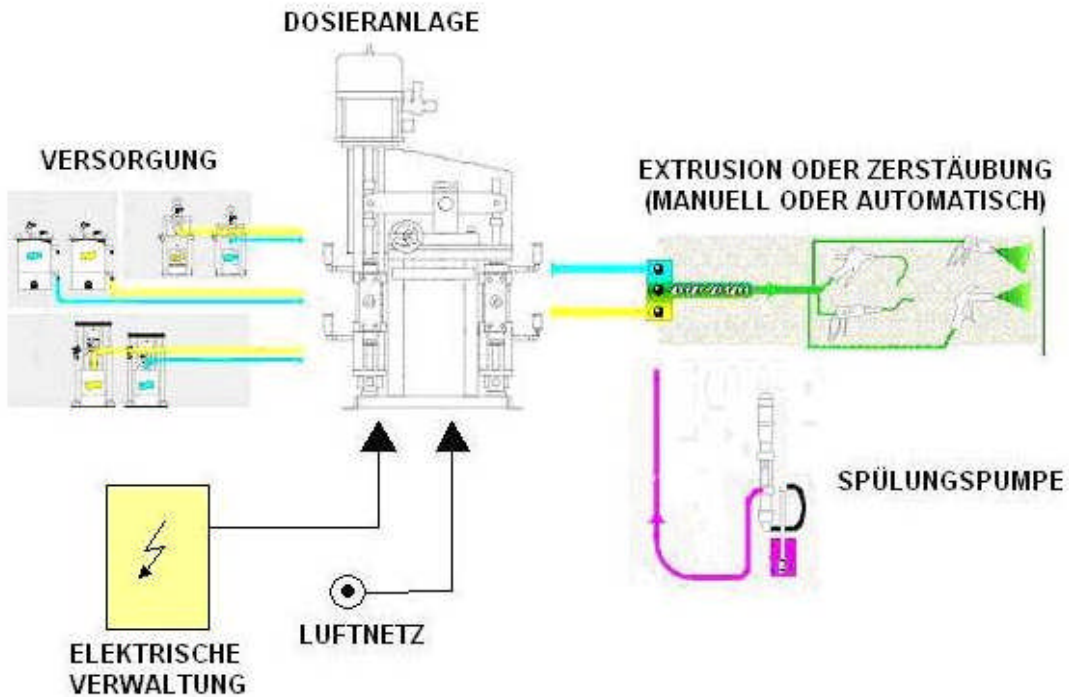 DOSIERANLAGE
VERSORGUNG
EXTRUSION ODER ZERSTÄUBUNG
(MANUELL ODER AUTOMATISCH)
SPÜLUNGSPUMPE
LUFTNETZ
ELEKTRISCHE
VERWALTUNG